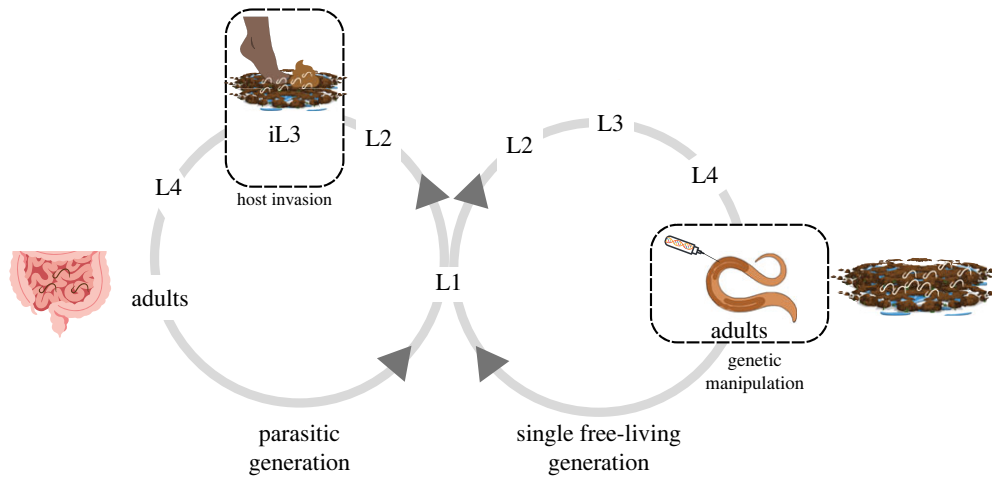 iL3
host invasion
L2
L4
adults
L1
L2
L3
L4
adults
genetic
manipulation
parasitic
generation
single free-living
generation